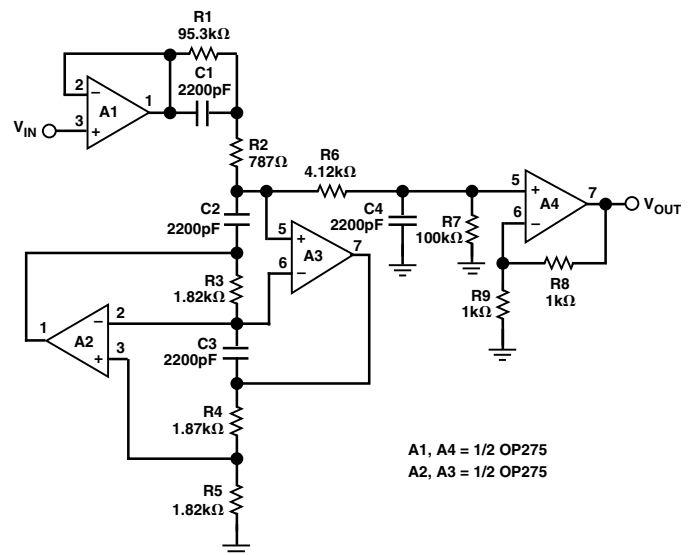 R1
95.3kΩ
C1
2200pF
2
–
A1
1
VIN
3
+
R2
787Ω
R6
4.12kΩ
5
+
A4
7
VOUT
6
–
C2
2200pF
C4
2200pF
R7
100kΩ
5
+
A3
7
6
–
R8
1kΩ
R9
1kΩ
R3
1.82kΩ
1
A2
–
2
+
3
C3
2200pF
R4
1.87kΩ
R5
1.82kΩ
A1, A4 = 1/2 OP275
A2, A3 = 1/2 OP275